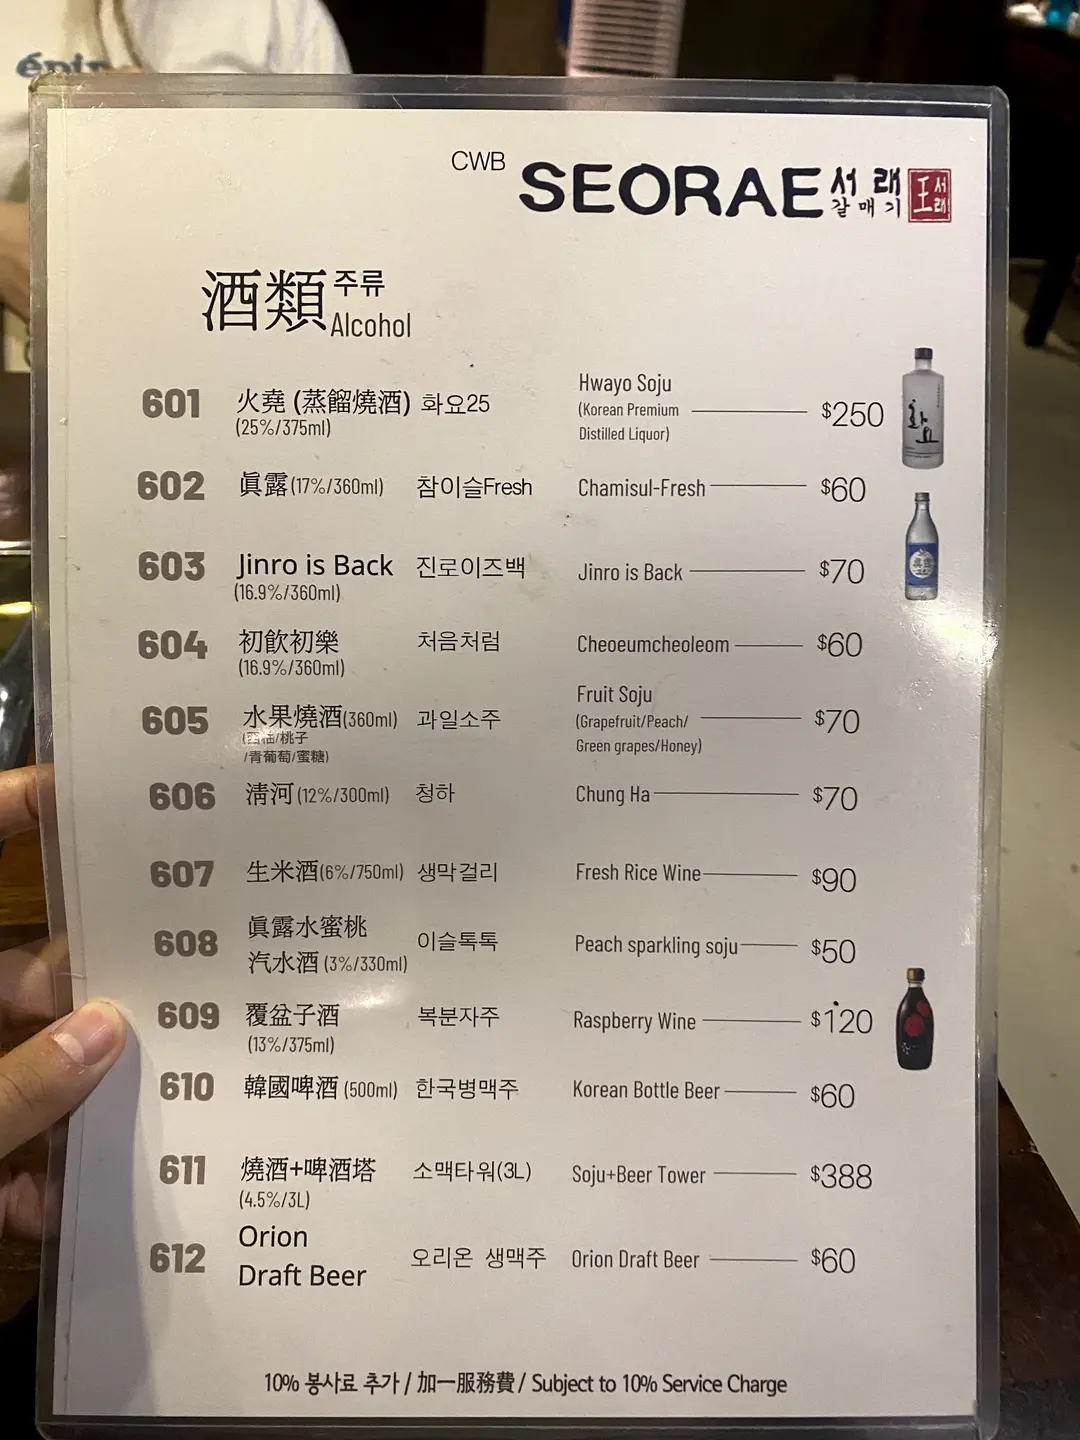 CWB SEORAE 서래 갈매기 王 서래
酒類 주류
Alcohol
601 火堯 (蒸餾燒酒) 화요25 Hwayo Soju $250
(25%/375ml) (Korean Premium
Distilled Liquor)
602 眞露(17%/360ml) 참이슬Fresh Chamisul-Fresh $60
603 Jinro is Back 진로이즈백 Jinro is Back $70
(16.9%/360ml)
604 初飮初樂 처음처럼 Cheoeumcheoleom $60
(16.9%/360ml)
605 水果燒酒(360ml) 과일소주 Fruit Soju $70
(西柚/桃子 (Grapefruit/Peach/
/青葡萄/蜜糖) Green grapes/Honey)
606 淸河(12%/300ml) 청하 Chung Ha $70
607 生米酒(6%/750ml) 생막걸리 Fresh Rice Wine $90
608 眞露水蜜桃 이슬톡톡 Peach sparkling soju $50
汽水酒 (3%/330ml)
609 覆盆子酒 복분자주 Raspberry Wine $120
(13%/375ml)
610 韓國啤酒 (500ml) 한국병맥주 Korean Bottle Beer $60
611 燒酒+啤酒塔 소맥타워(3L) Soju+Beer Tower $388
(4.5%/3L)
612 Orion 오리온 생맥주 Orion Draft Beer $60
Draft Beer
10% 봉사료 추가 / 加一服務費 / Subject to 10% Service Charge
화요